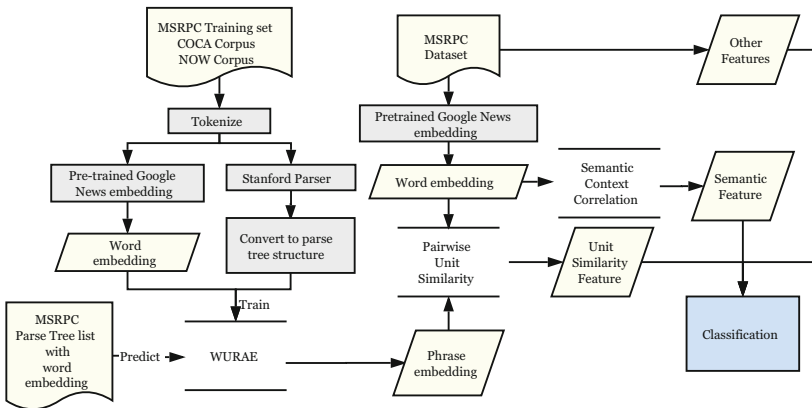 MSRPC Training set
COCA Corpus
NOW Corpus
Tokenize
Pre-trained Google
News embedding
Stanford Parser
Word
embedding
Convert to parse
tree structure
Train
MSRPC
Parse Tree list
with
word
embedding
Predict
WURAE
MSRPC
Dataset
Other
Features
Pretrained Google News
embedding
Word embedding
Semantic
Context
Correlation
Semantic
Feature
Pairwise
Unit
Similarity
Unit
Similarity
Feature
Phrase
embedding
Classification